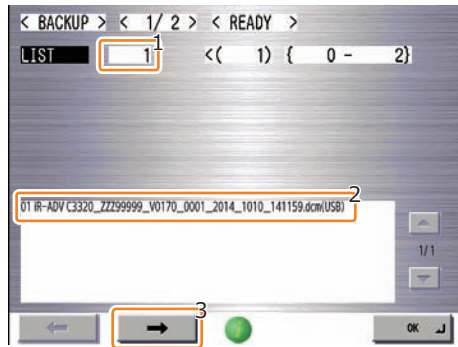 < BACKUP > < 1/ 2 > < READY >
1
LIST 1 <( 1) { 0 - 2}
2
01 iR-ADV C3320_ZZZ99999_V0170_0001_2014_1010_141159.dcm(USB)
1/1
3
OK